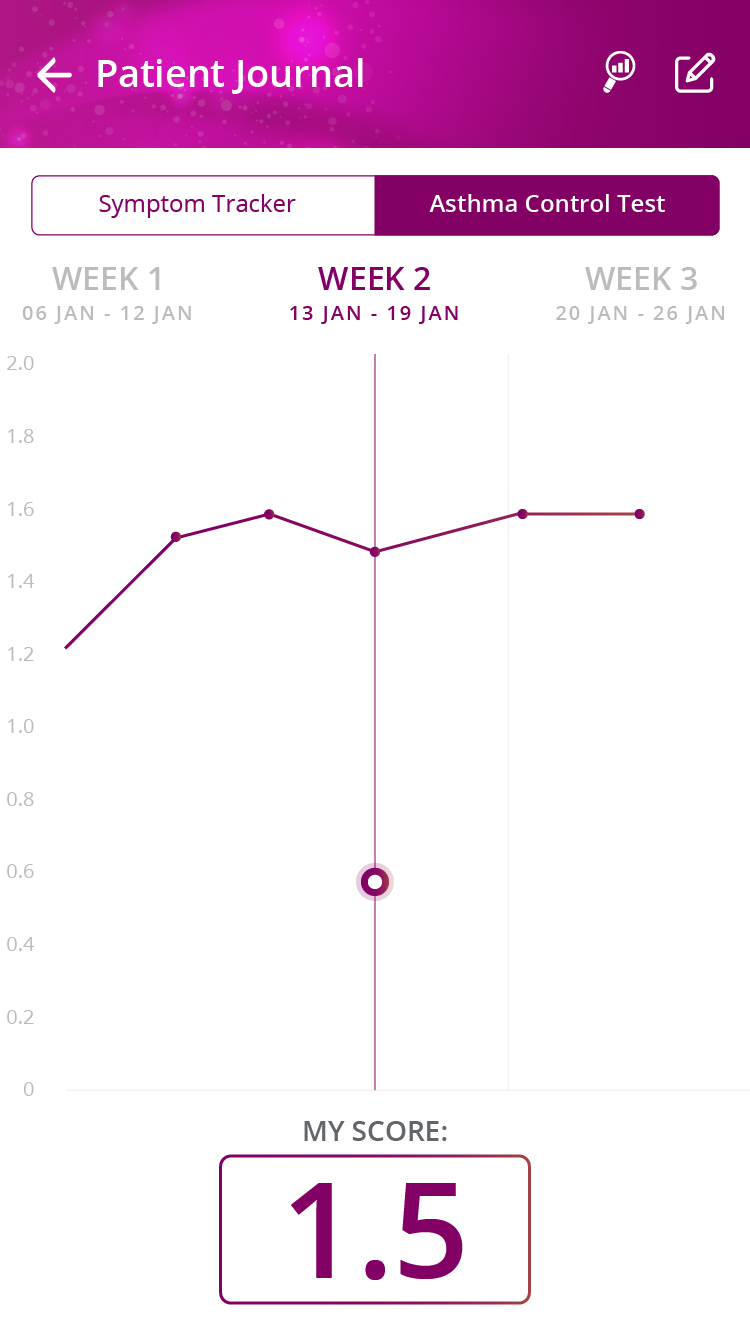 Patient Journal
Symptom Tracker
Asthma Control Test
WEEK 1
WEEK 2
WEEK 3
06 JAN - 12 JAN
13 JAN - 19 JAN
20 JAN - 26 JAN
2.0
1.8
1.6
1.4
1.2
1.0
0.8
0.6
0.4
0.2
0
MY SCORE:
1.5